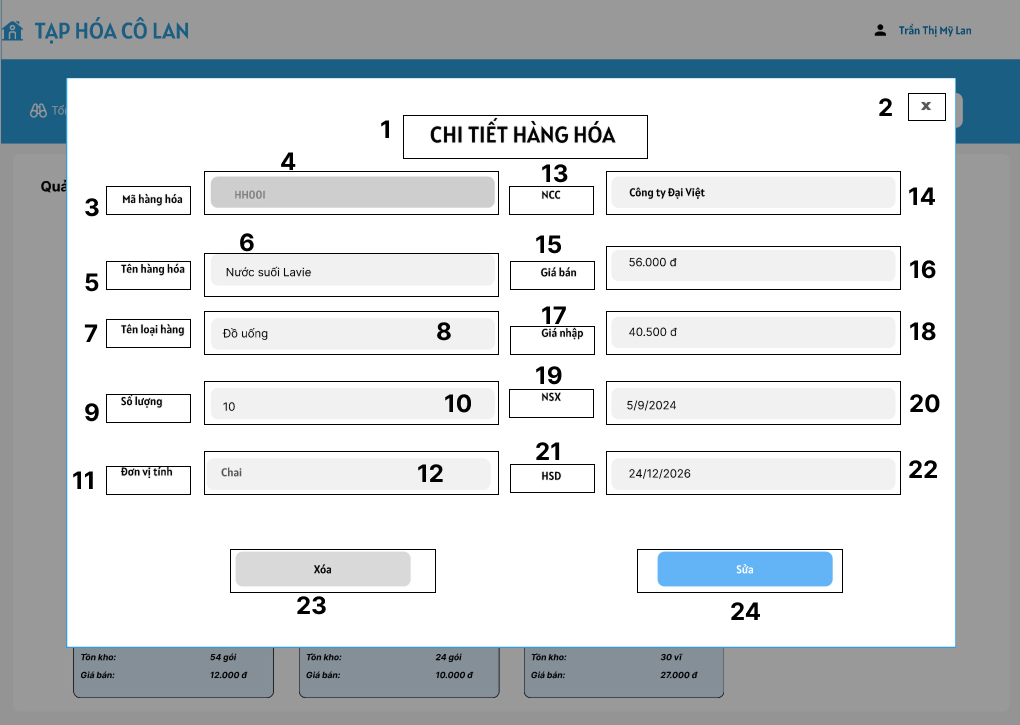 TẠP HÓA CÔ LAN
Trần Thị Mỹ Lan
Tổ
2
x
1
CHI TIẾT HÀNG HÓA
Quả
4
13
3
Mã hàng hóa
HH001
NCC
Công ty Đại Việt
14
6
15
5
Tên hàng hóa
Nước suối Lavie
Giá bán
56.000 đ
16
17
7
Tên loại hàng
Đồ uống
8
Giá nhập
40.500 đ
18
19
9
Số lượng
10
10
NSX
5/9/2024
20
21
11
Đơn vị tính
Chai
12
HSD
24/12/2026
22
Xóa
Sửa
23
24
Tồn kho:
54 gói
Tồn kho:
24 gói
Tồn kho:
30 vĩ
Giá bán:
12.000 đ
Giá bán:
10.000 đ
Giá bán:
27.000 đ